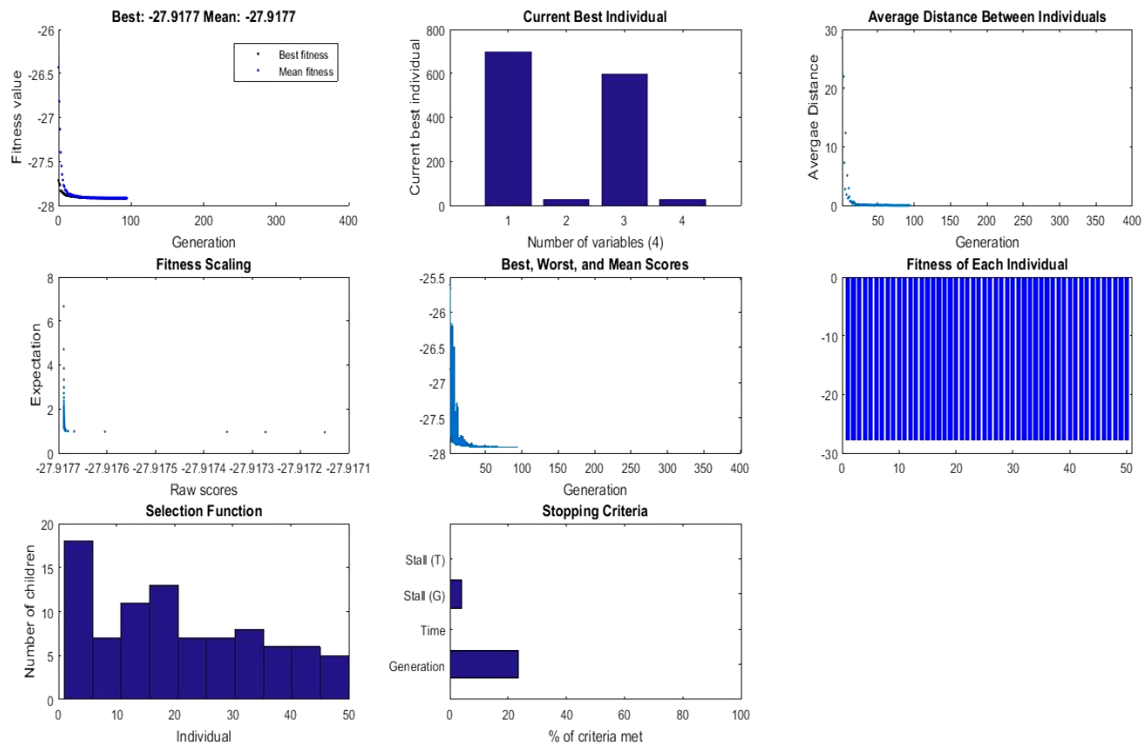 Best: -27.9177 Mean: -27.9177
-26
-26.5
-27
-27.5
-28
Fitness value
Best fitness
Mean fitness
0 100 200 300 400
Generation
Current Best Individual
800
600
400
200
0
Current best individual
1 2 3 4
Number of variables (4)
Average Distance Between Individuals
30
20
10
0
Avergae Distance
50 100 150 200 250 300 350 400
Generation
Fitness Scaling
8
6
4
2
0
Expectation
-27.9177 -27.9176 -27.9175 -27.9174 -27.9173 -27.9172 -27.9171
Raw scores
Best, Worst, and Mean Scores
-25.5
-26
-26.5
-27
-27.5
-28
50 100 150 200 250 300 350 400
Generation
Fitness of Each Individual
0
-10
-20
-30
0 10 20 30 40 50
Selection Function
20
15
10
5
0
Number of children
0 10 20 30 40 50
Individual
Stopping Criteria
Stall (T)
Stall (G)
Time
Generation
0 20 40 60 80 100
% of criteria met